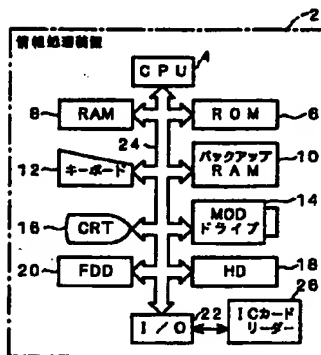 2
情報処理装置
CPU
4
8
RAM
ROM
6
24
12
キーボード
バックアップ
RAM
10
16
CRT
MOD
ドライブ
14
20
FDD
HD
18
I/O
22
ICカード
リーダー
26